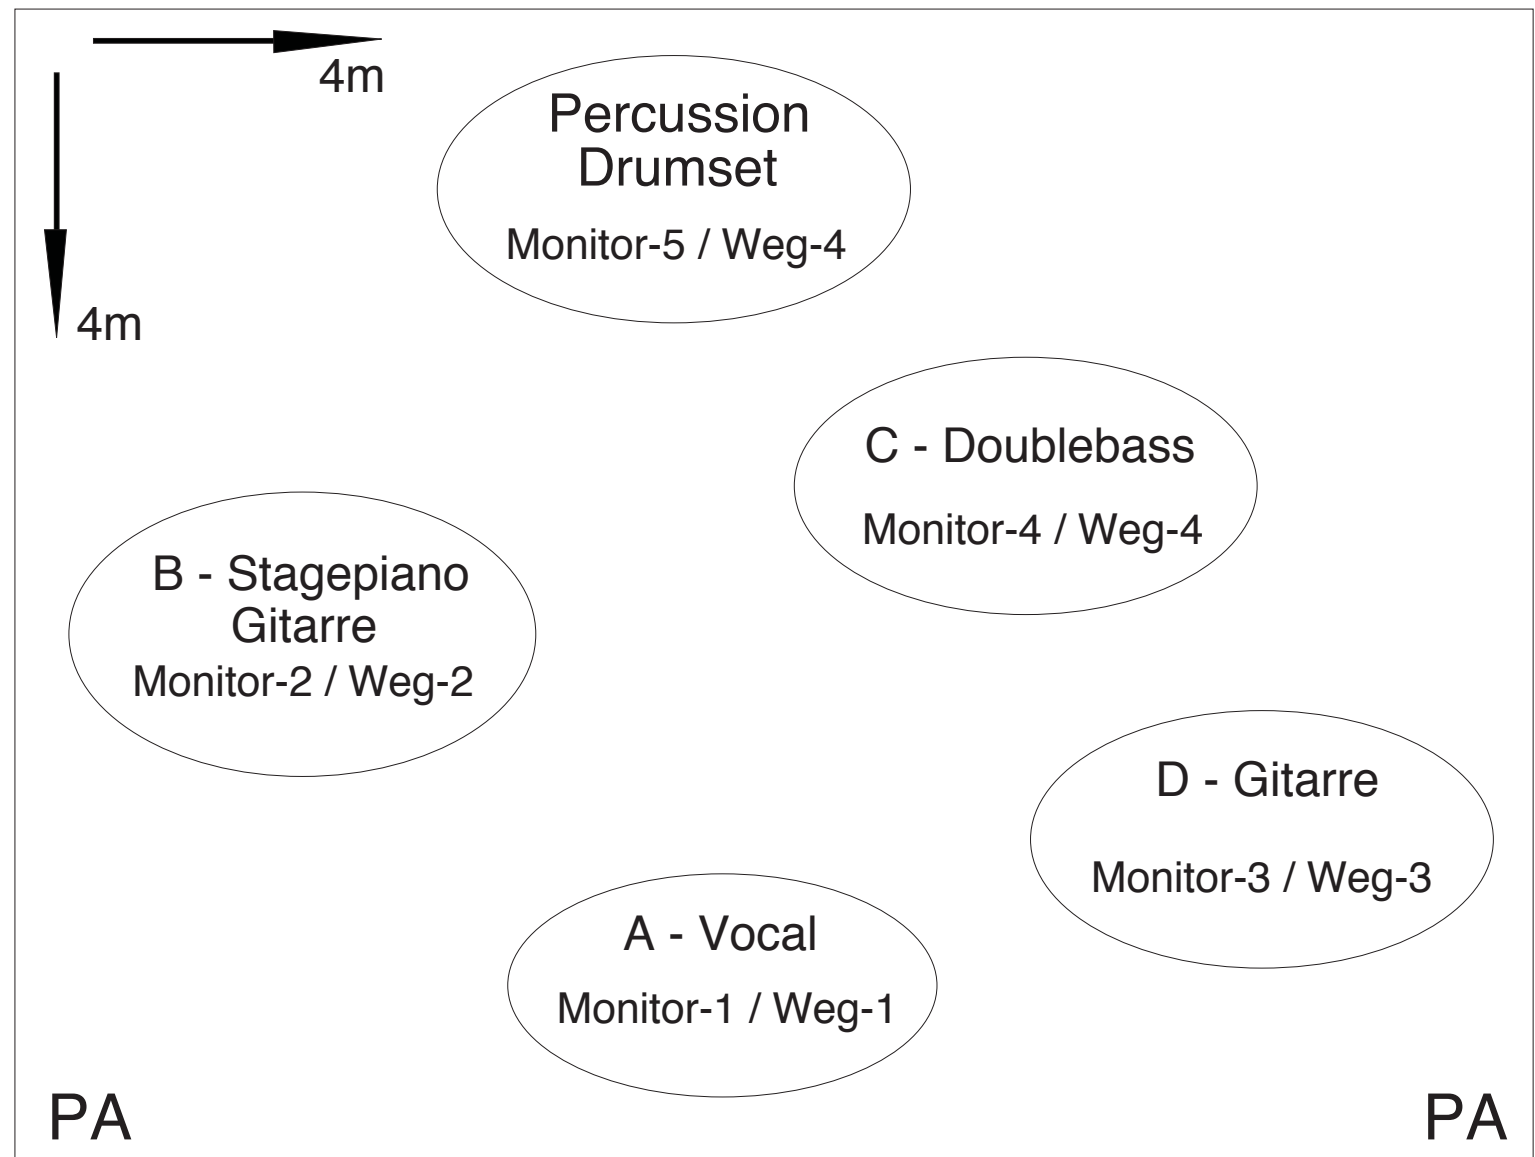 4m
4m
Percussion
Drumset
Monitor-5 / Weg-4
C - Doublebass
Monitor-4 / Weg-4
B - Stagepiano
Gitarre
Monitor-2 / Weg-2
D - Gitarre
Monitor-3 / Weg-3
A - Vocal
Monitor-1 / Weg-1
PA
PA